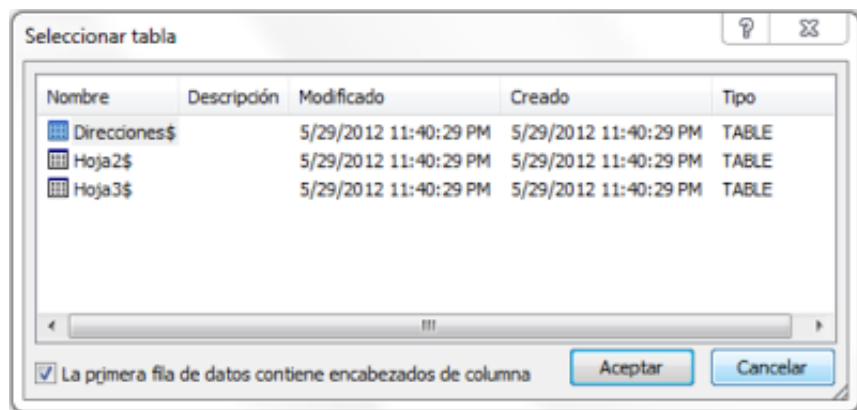 Seleccionar tabla
Nombre Descripción Modificado Creado Tipo
Direcciones$ 5/29/2012 11:40:29 PM 5/29/2012 11:40:29 PM TABLE
Hoja2$ 5/29/2012 11:40:29 PM 5/29/2012 11:40:29 PM TABLE
Hoja3$ 5/29/2012 11:40:29 PM 5/29/2012 11:40:29 PM TABLE
La primera fila de datos contiene encabezados de columna Aceptar Cancelar